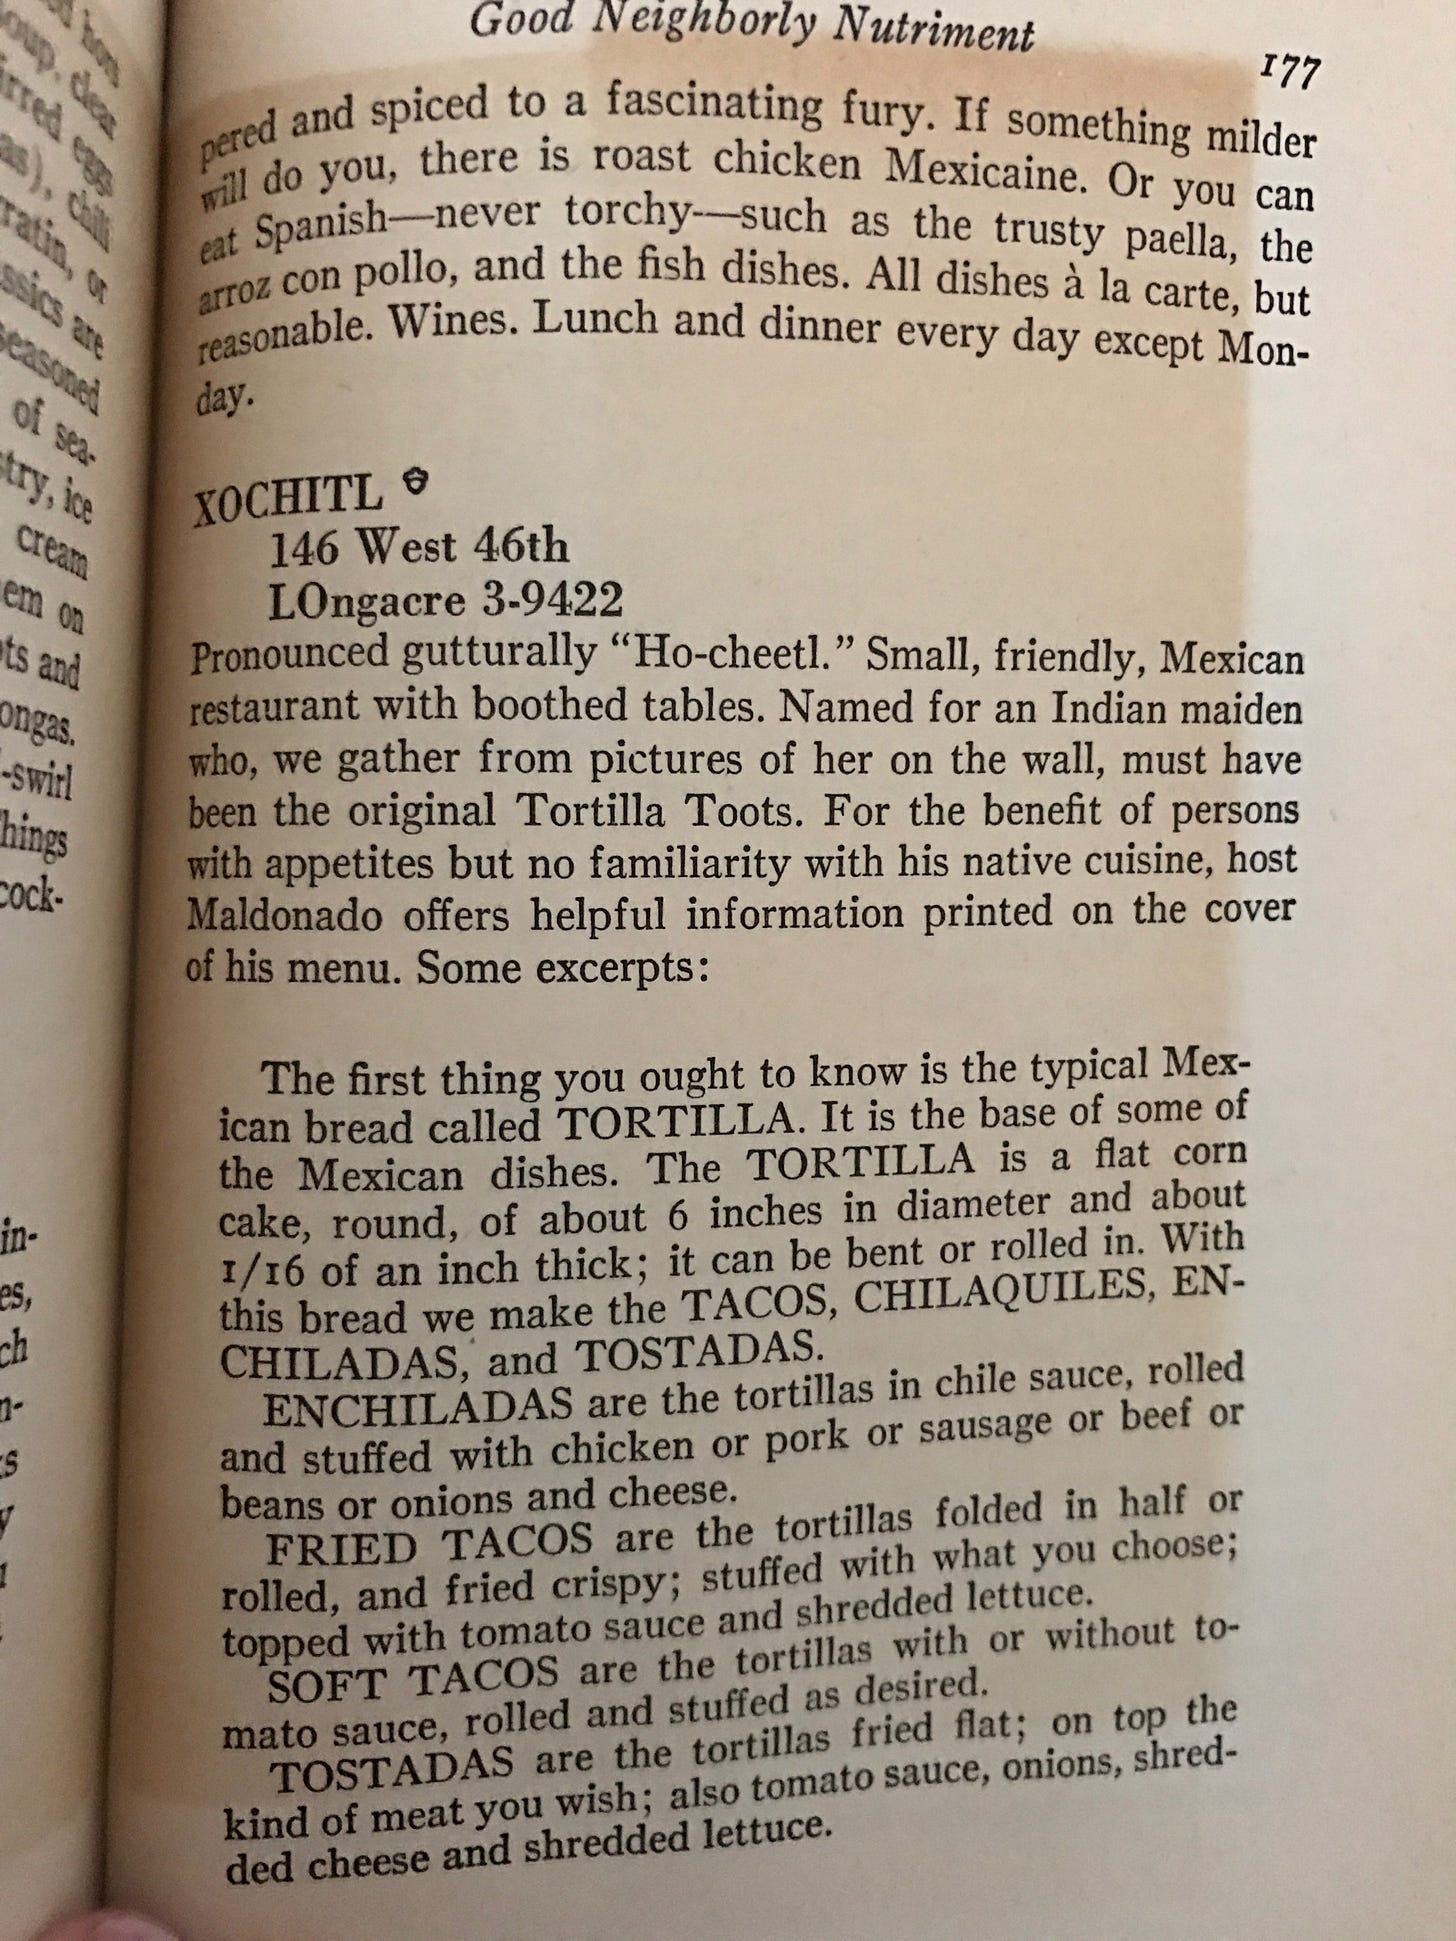 Good Neighborly Nutriment
177
pered and spiced to a fascinating fury. If something milder
will do you, there is roast chicken Mexicaine. Or you can
eat Spanish—never torchy—such as the trusty paella, the
arroz con pollo, and the fish dishes. All dishes à la carte, but
reasonable. Wines. Lunch and dinner every day except Mon-
day.
XOCHITL
146 West 46th
LOngacre 3-9422
Pronounced gutturally “Ho-cheetl.” Small, friendly, Mexican
restaurant with boothed tables. Named for an Indian maiden
who, we gather from pictures of her on the wall, must have
been the original Tortilla Toots. For the benefit of persons
with appetites but no familiarity with his native cuisine, host
Maldonado offers helpful information printed on the cover
of his menu. Some excerpts:
The first thing you ought to know is the typical Mex-
ican bread called TORTILLA. It is the base of some of
the Mexican dishes. The TORTILLA is a flat corn
cake, round, of about 6 inches in diameter and about
1/16 of an inch thick; it can be bent or rolled in. With
this bread we make the TACOS, CHILAQUILES, EN-
CHILADAS, and TOSTADAS.
ENCHILADAS are the tortillas in chile sauce, rolled
and stuffed with chicken or pork or sausage or beef or
beans or onions and cheese.
FRIED TACOS are the tortillas folded in half or
rolled, and fried crispy; stuffed with what you choose;
topped with tomato sauce and shredded lettuce.
SOFT TACOS are the tortillas with or without to-
mato sauce, rolled and stuffed as desired.
TOSTADAS are the tortillas fried flat; on top the
kind of meat you wish; also tomato sauce, onions, shred-
ded cheese and shredded lettuce.